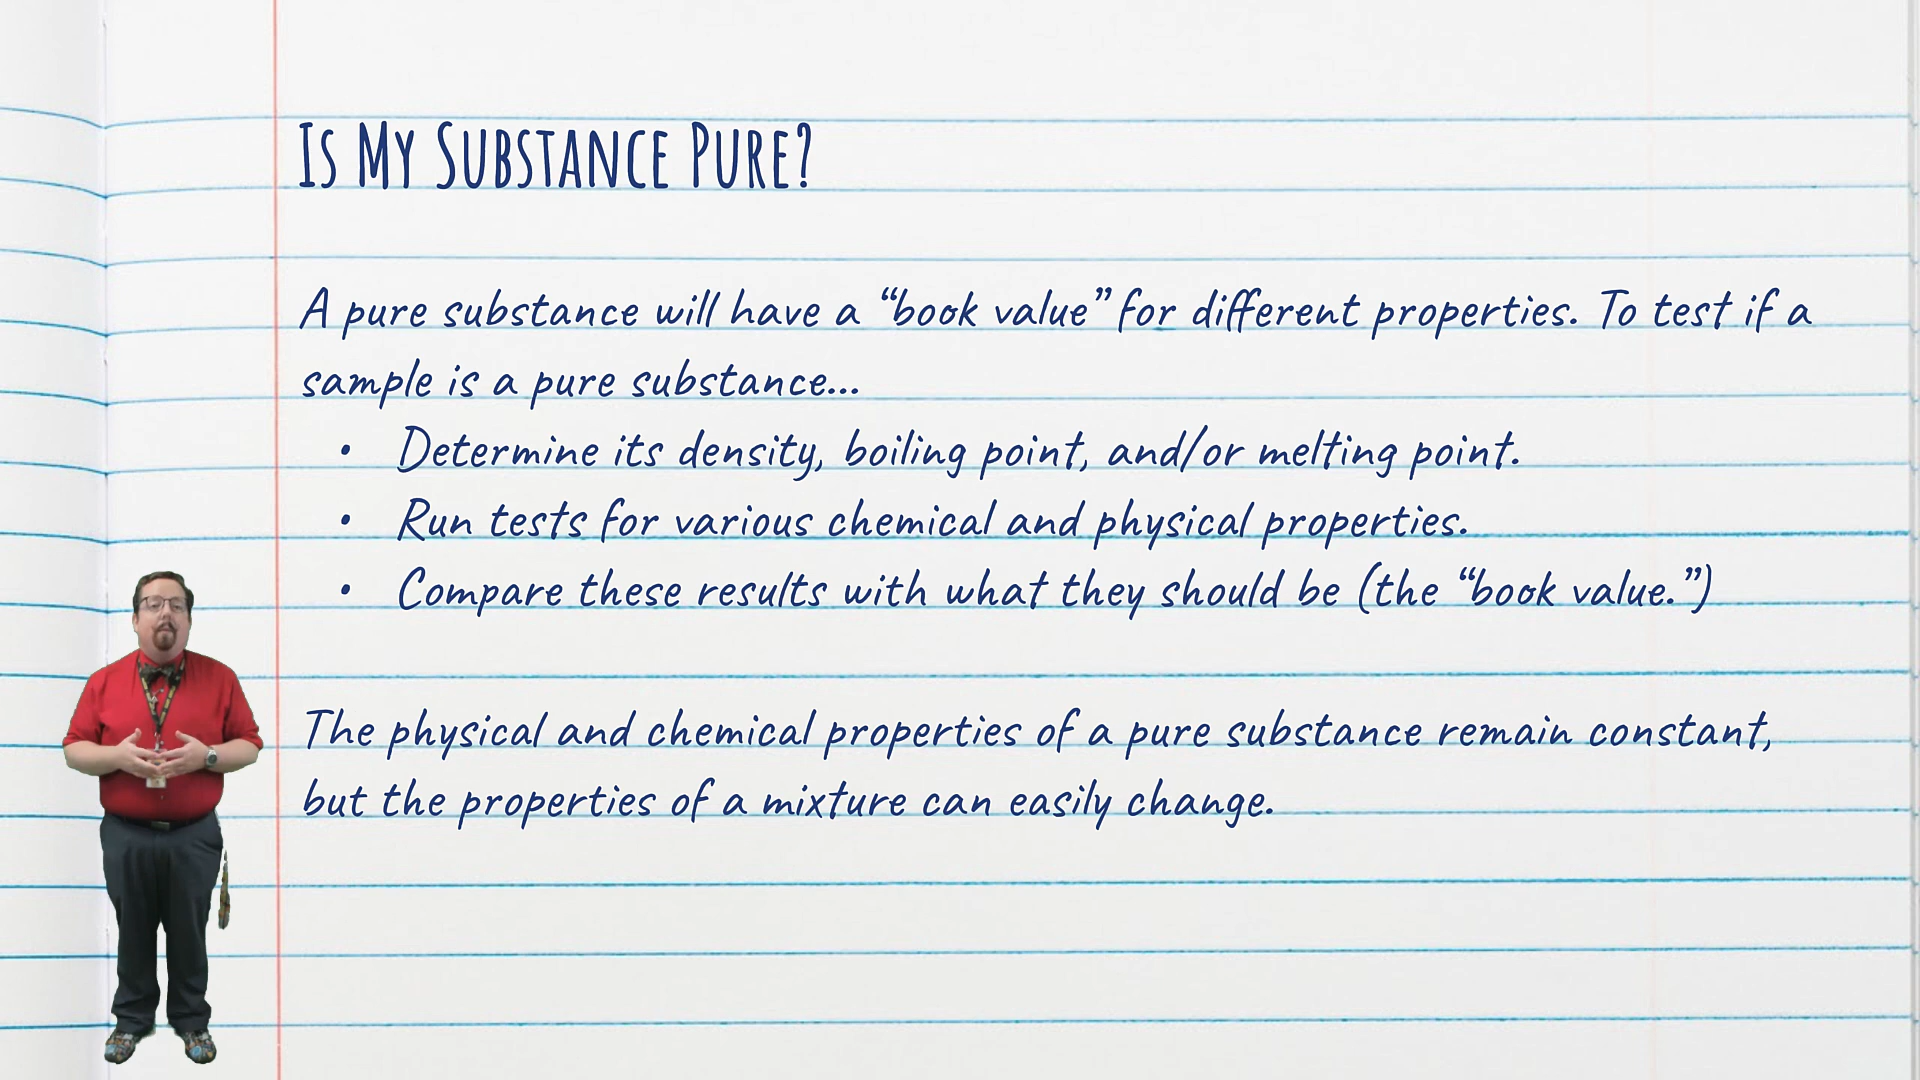 Is My Substance Pure?
A pure substance will have a “book value” for different properties. To test if a
sample is a pure substance...
• Determine its density, boiling point, and/or melting point.
• Run tests for various chemical and physical properties.
• Compare these results with what they should be (the “book value.”)
The physical and chemical properties of a pure substance remain constant,
but the properties of a mixture can easily change.